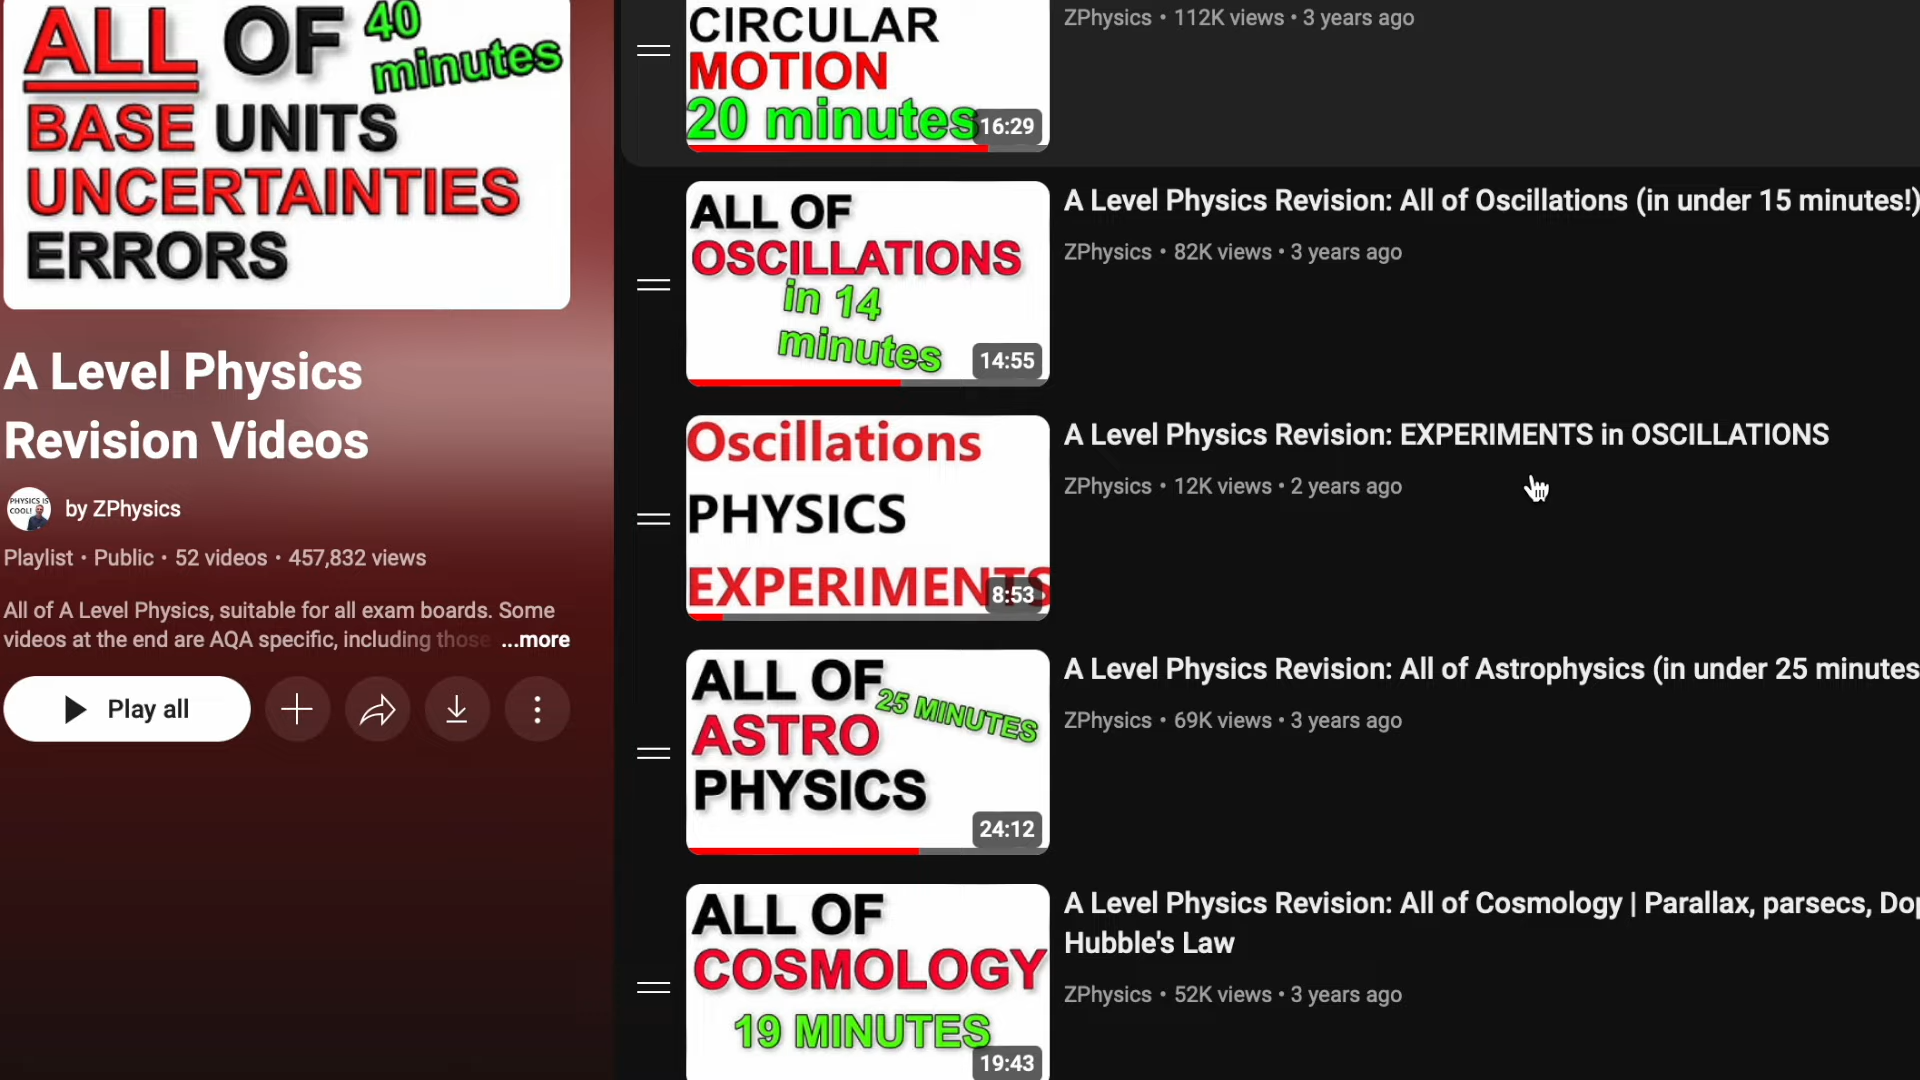 ALL OF 40 minutes
BASE UNITS
UNCERTAINTIES
ERRORS
A Level Physics
Revision Videos
PHYSICS IS
COOL!
by ZPhysics
Playlist • Public • 52 videos • 457,832 views
All of A Level Physics, suitable for all exam boards. Some
videos at the end are AQA specific, including those ...more
Play all
CIRCULAR
MOTION
20 minutes
16:29
ZPhysics • 112K views • 3 years ago
ALL OF
OSCILLATIONS
in 14
minutes
14:55
A Level Physics Revision: All of Oscillations (in under 15 minutes!)
ZPhysics • 82K views • 3 years ago
Oscillations
PHYSICS
EXPERIMENTS
8:53
A Level Physics Revision: EXPERIMENTS in OSCILLATIONS
ZPhysics • 12K views • 2 years ago
ALL OF
25 MINUTES
ASTRO
PHYSICS
24:12
A Level Physics Revision: All of Astrophysics (in under 25 minutes
ZPhysics • 69K views • 3 years ago
ALL OF
COSMOLOGY
19 MINUTES
19:43
A Level Physics Revision: All of Cosmology | Parallax, parsecs, Dop
Hubble's Law
ZPhysics • 52K views • 3 years ago